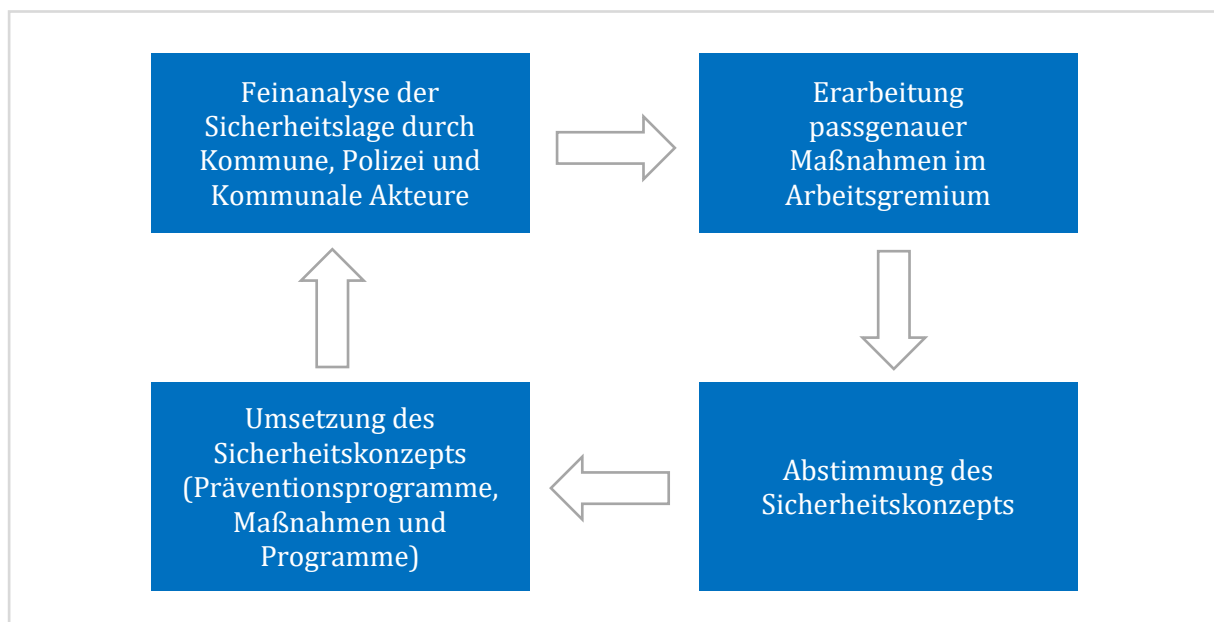 Feinanalyse der
Sicherheitslage durch
Kommune, Polizei und
Kommunale Akteure
Erarbeitung
passgenauer
Maßnahmen im
Arbeitsgremium
Abstimmung des
Sicherheitskonzepts
Umsetzung des
Sicherheitskonzepts
(Präventionsprogramme,
Maßnahmen und
Programme)